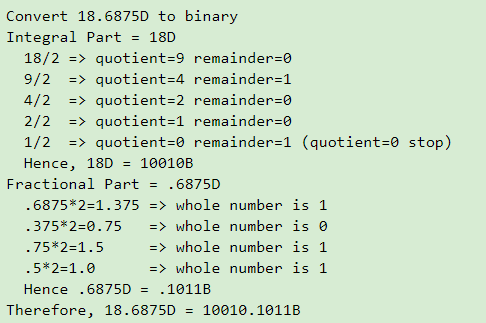 Convert 18.6875D to binary
Integral Part = 18D
  18/2 => quotient=9 remainder=0
  9/2  => quotient=4 remainder=1
  4/2  => quotient=2 remainder=0
  2/2  => quotient=1 remainder=0
  1/2  => quotient=0 remainder=1 (quotient=0 stop)
  Hence, 18D = 10010B
Fractional Part = .6875D
  .6875*2=1.375 => whole number is 1
  .375*2=0.75   => whole number is 0
  .75*2=1.5     => whole number is 1
  .5*2=1.0      => whole number is 1
  Hence .6875D = .1011B
Therefore, 18.6875D = 10010.1011B